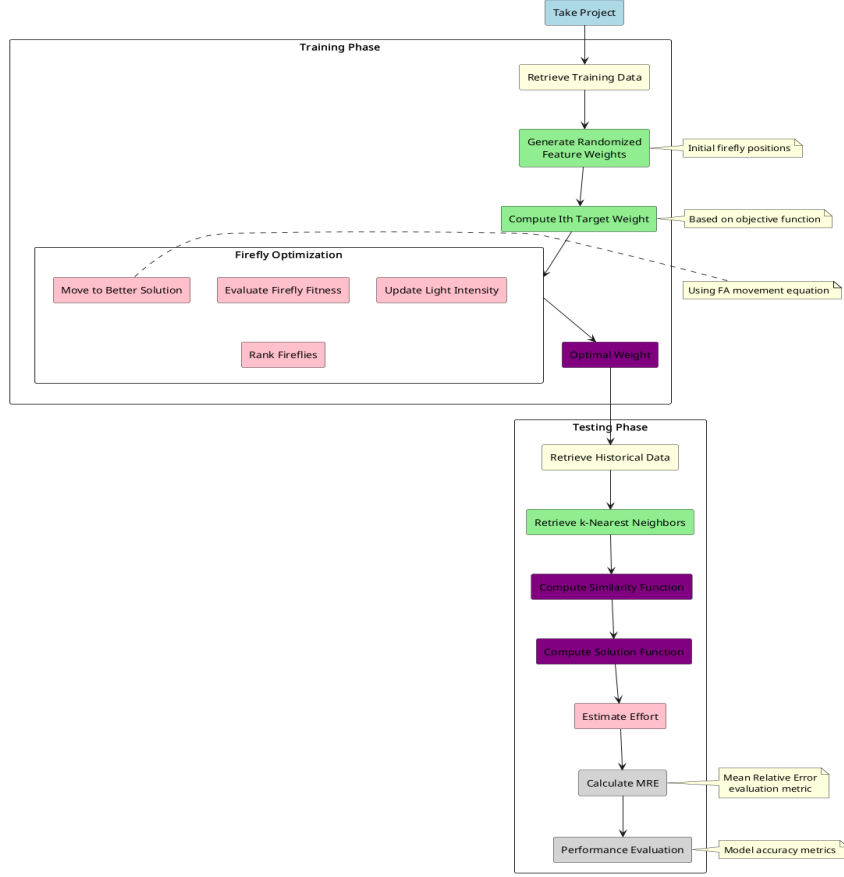 Take Project
Training Phase
Retrieve Training Data
Generate Randomized
Feature Weights
Initial firefly positions
Compute Ith Target Weight
Based on objective function
Firefly Optimization
Move to Better Solution
Evaluate Firefly Fitness
Update Light Intensity
Using FA movement equation
Rank Fireflies
Optimal Weight
Testing Phase
Retrieve Historical Data
Retrieve k-Nearest Neighbors
Compute Similarity Function
Compute Solution Function
Estimate Effort
Calculate MRE
Mean Relative Error
evaluation metric
Performance Evaluation
Model accuracy metrics